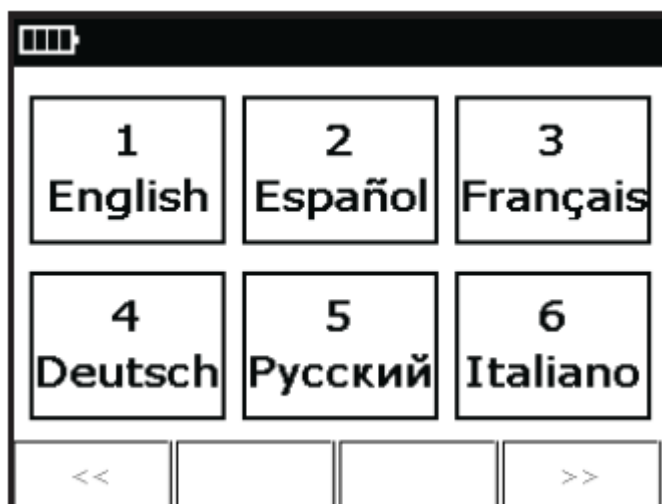 1 2 3
English Español Français
4 5 6
Deutsch Русский Italiano
<< >>